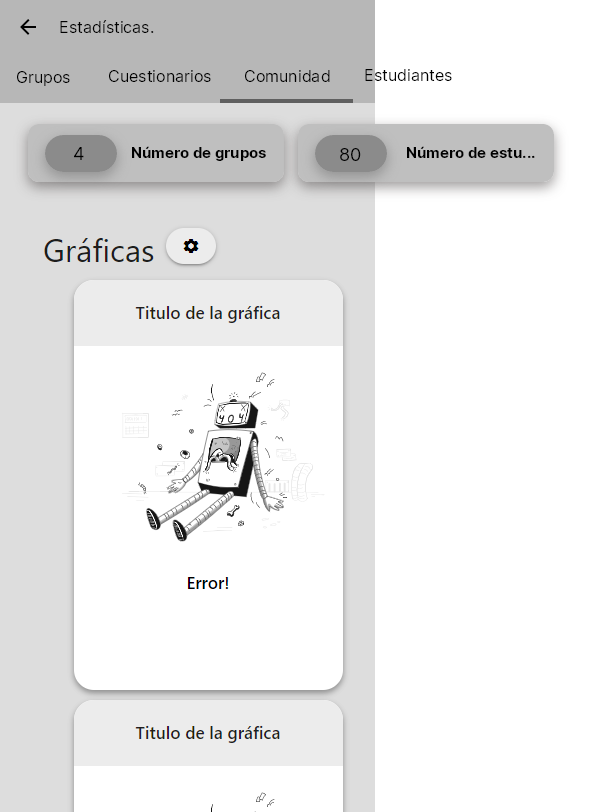 Estadísticas.
Grupos Cuestionarios Comunidad Estudiantes
4 Número de grupos 80 Número de estu...
Gráficas
Titulo de la gráfica
Error!
Titulo de la gráfica